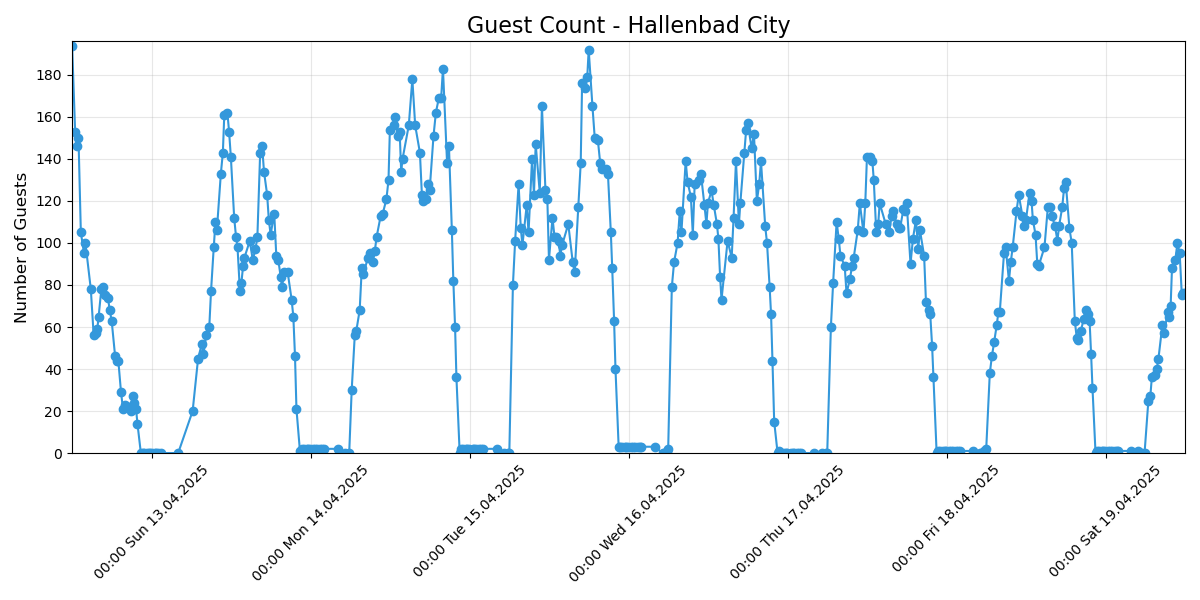 Guest Count - Hallenbad City
Number of Guests
180
160
140
120
100
80
60
40
20
0
00:00 Sun 13.04.2025
00:00 Mon 14.04.2025
00:00 Tue 15.04.2025
00:00 Wed 16.04.2025
00:00 Thu 17.04.2025
00:00 Fri 18.04.2025
00:00 Sat 19.04.2025